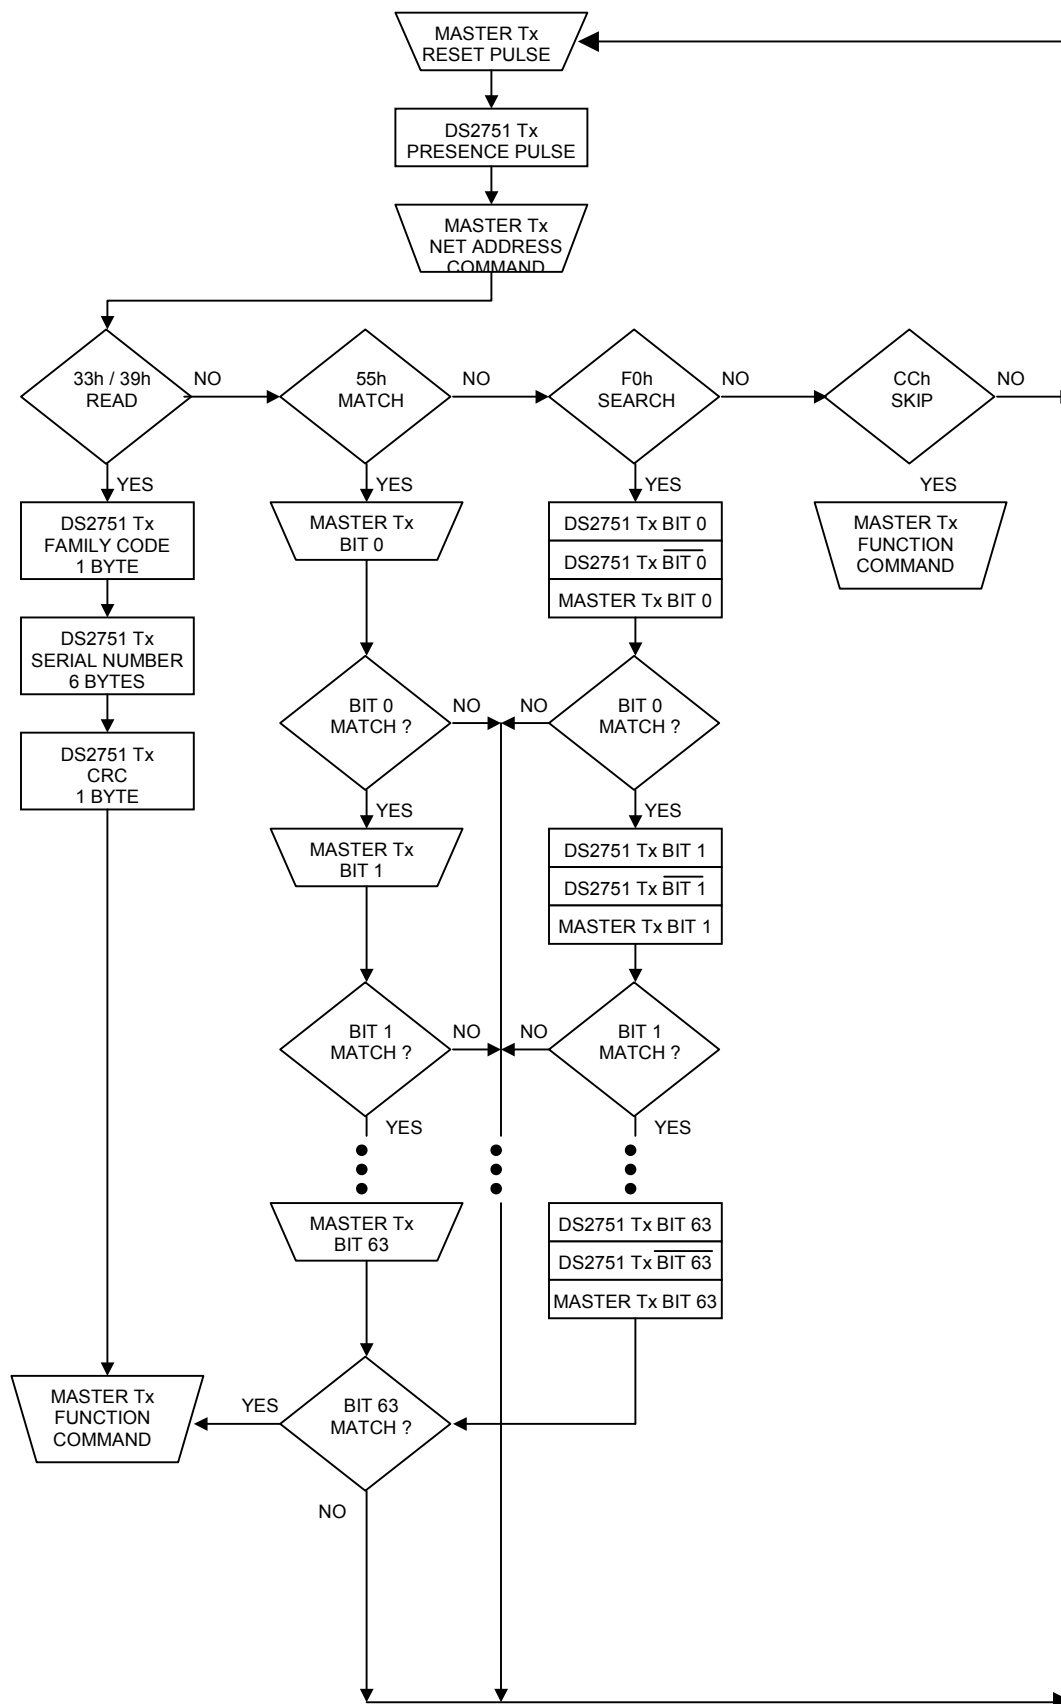 MASTER Tx
RESET PULSE
DS2751 Tx
PRESENCE PULSE
MASTER Tx
NET ADDRESS
COMMAND
33h / 39h
READ
NO
55h
MATCH
NO
F0h
SEARCH
NO
CCh
SKIP
NO
YES
YES
YES
YES
DS2751 Tx
FAMILY CODE
1 BYTE
MASTER Tx
BIT 0
DS2751 Tx BIT 0
DS2751 Tx B̅I̅T̅ ̅0̅
MASTER Tx BIT 0
MASTER Tx
FUNCTION
COMMAND
DS2751 Tx
SERIAL NUMBER
6 BYTES
BIT 0
MATCH ?
NO
NO
BIT 0
MATCH ?
DS2751 Tx
CRC
1 BYTE
YES
YES
MASTER Tx
BIT 1
DS2751 Tx BIT 1
DS2751 Tx B̅I̅T̅ ̅1̅
MASTER Tx BIT 1
BIT 1
MATCH ?
NO
NO
BIT 1
MATCH ?
YES
YES
MASTER Tx
BIT 63
DS2751 Tx BIT 63
DS2751 Tx B̅I̅T̅ ̅6̅3̅
MASTER Tx BIT 63
MASTER Tx
FUNCTION
COMMAND
YES
BIT 63
MATCH ?
NO